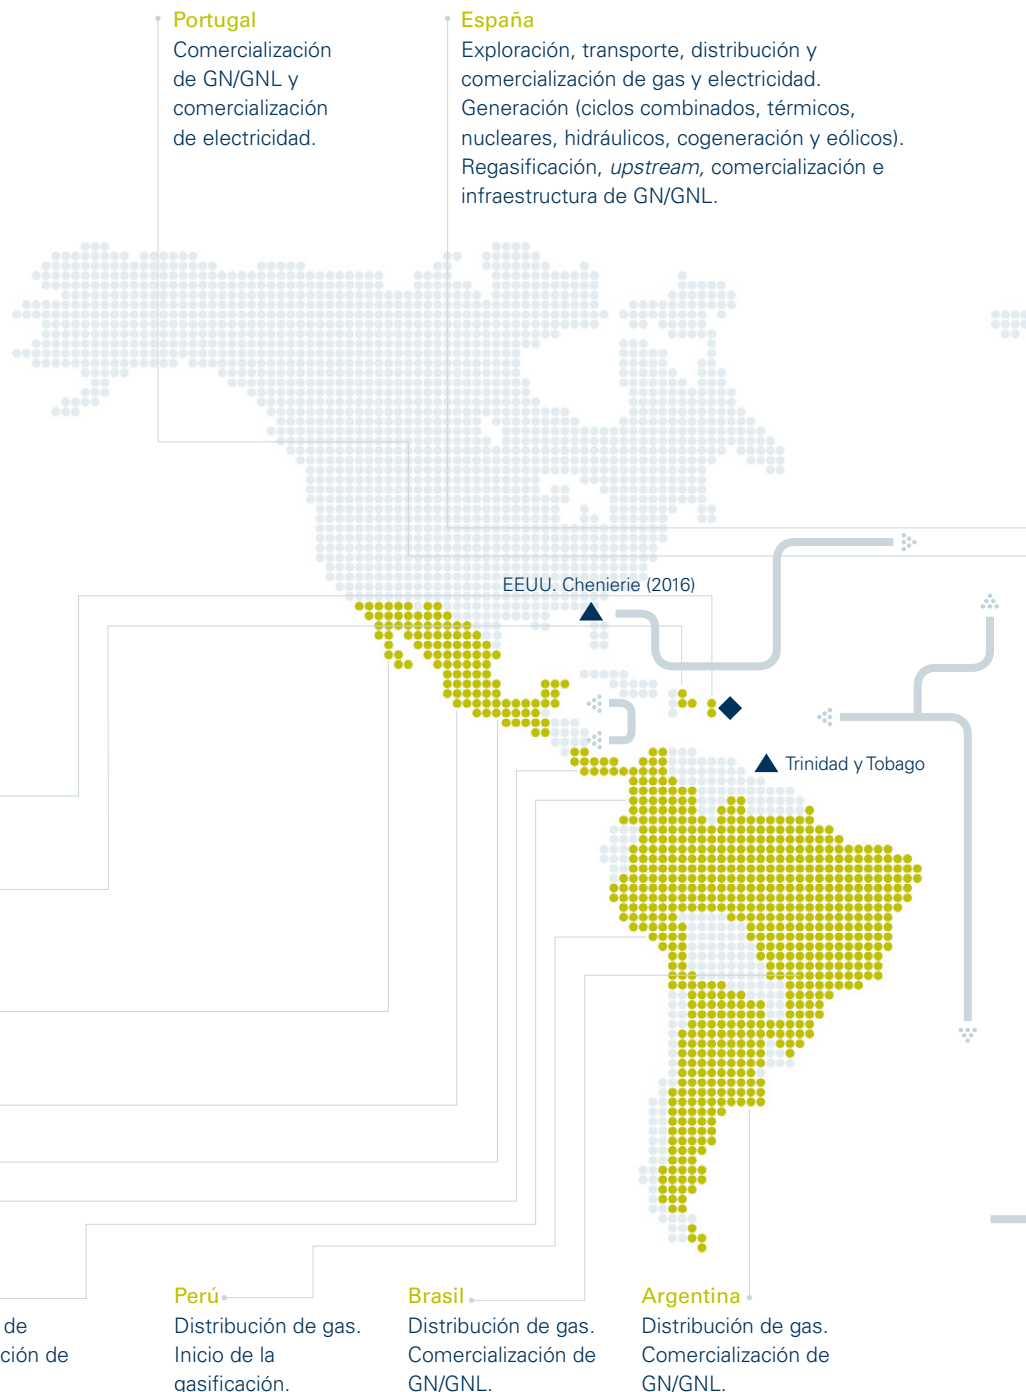 Portugal
Comercialización
de GN/GNL y
comercialización
de electricidad.
España
Exploración, transporte, distribución y
comercialización de gas y electricidad.
Generación (ciclos combinados, térmicos,
nucleares, hidráulicos, cogeneración y eólicos).
Regasificación, upstream, comercialización e
infraestructura de GN/GNL.
EEUU. Chenierie (2016)
Trinidad y Tobago
de
ción de
Perú
Distribución de gas.
Inicio de la
gasificación.
Brasil
Distribución de gas.
Comercialización de
GN/GNL.
Argentina
Distribución de gas.
Comercialización de
GN/GNL.